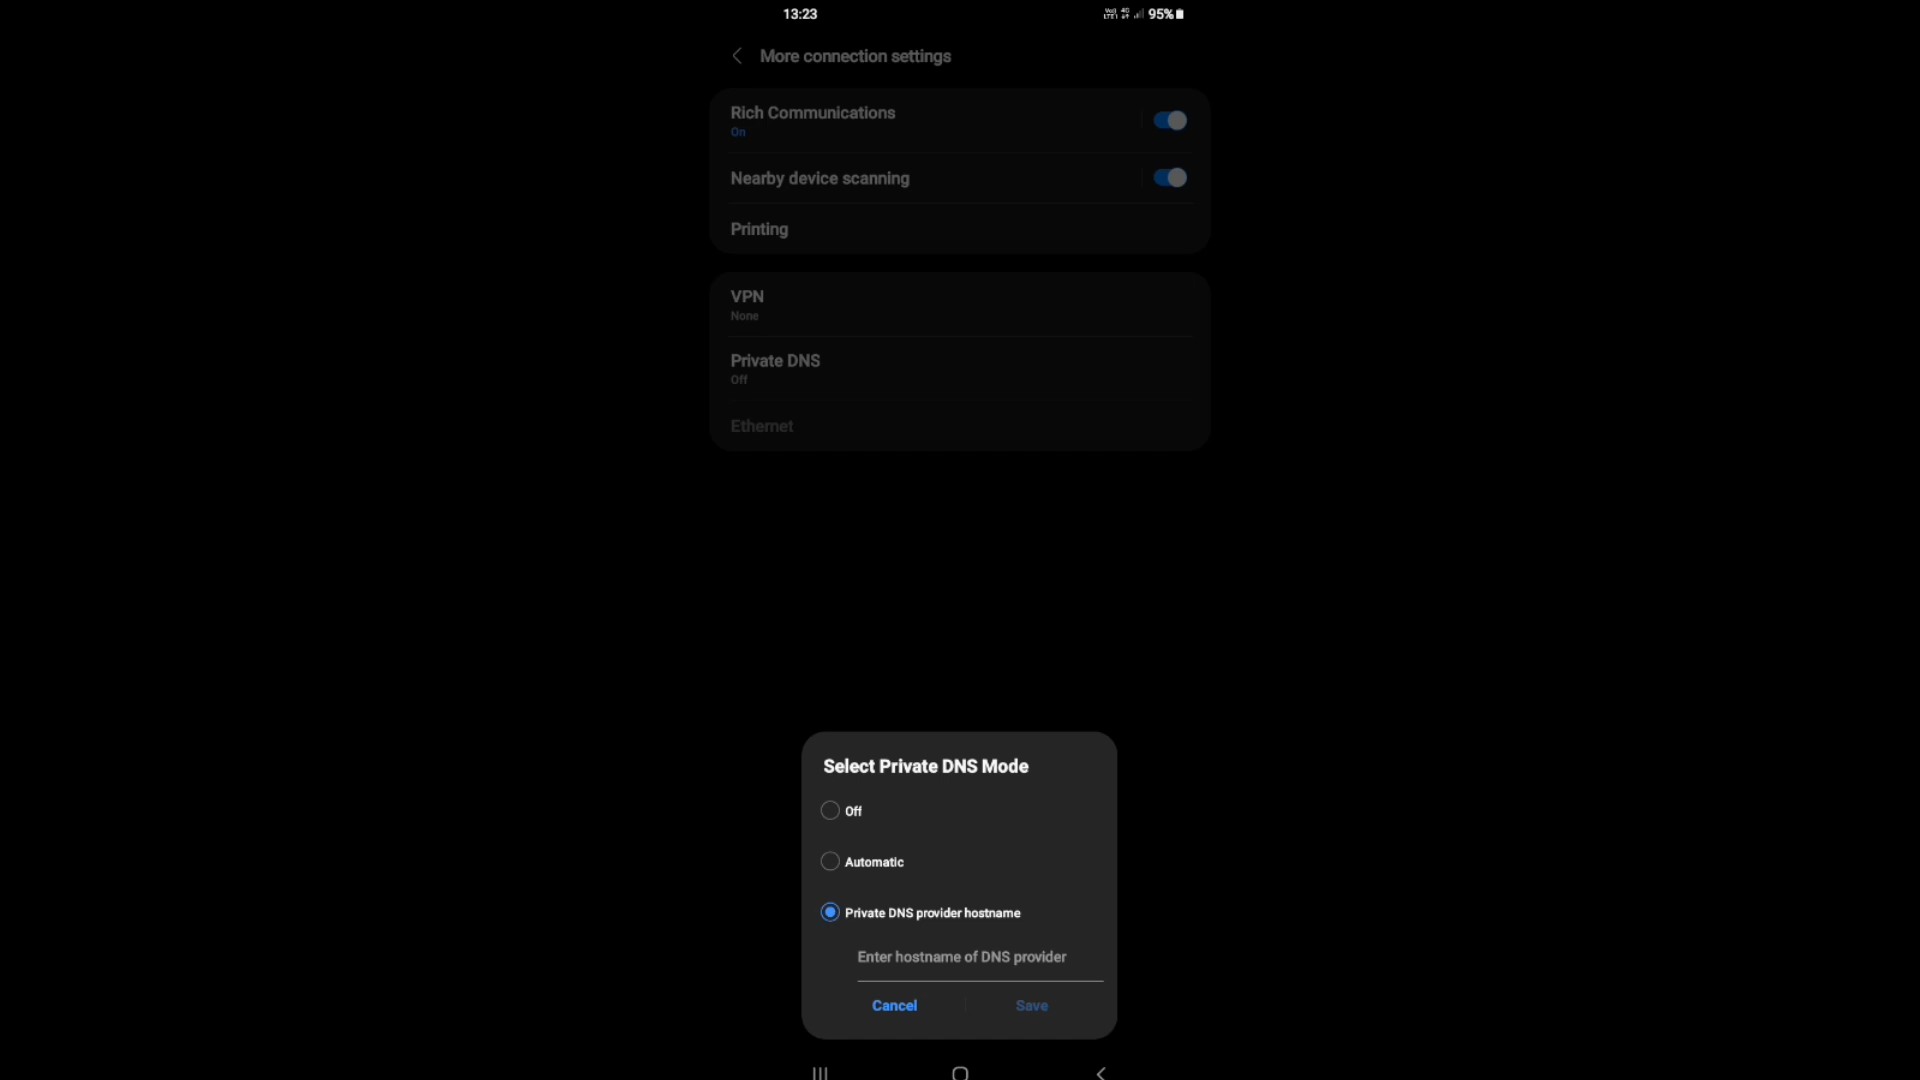 13:23
95%
More connection settings
Rich Communications
On
Nearby device scanning
Printing
VPN
None
Private DNS
Off
Ethernet
Select Private DNS Mode
Off
Automatic
Private DNS provider hostname
Enter hostname of DNS provider
Cancel
Save